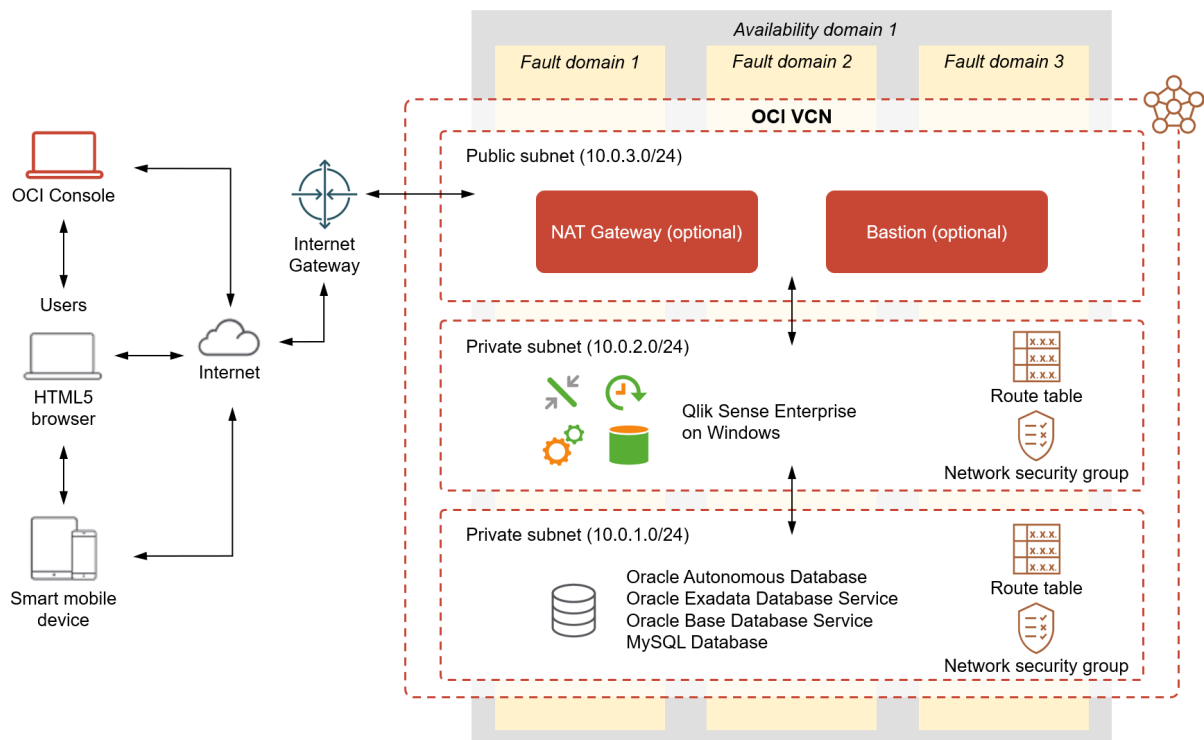 Availability domain 1
Fault domain 1
Fault domain 2
Fault domain 3
OCI VCN
OCI Console
Users
HTML5
browser
Smart mobile
device
Internet
Internet
Gateway
Public subnet (10.0.3.0/24)
NAT Gateway (optional)
Bastion (optional)
Private subnet (10.0.2.0/24)
Qlik Sense Enterprise
on Windows
x.x.x.
x.x.x.
x.x.x.
Route table
Network security group
Private subnet (10.0.1.0/24)
Oracle Autonomous Database
Oracle Exadata Database Service
Oracle Base Database Service
MySQL Database
x.x.x.
x.x.x.
x.x.x.
Route table
Network security group